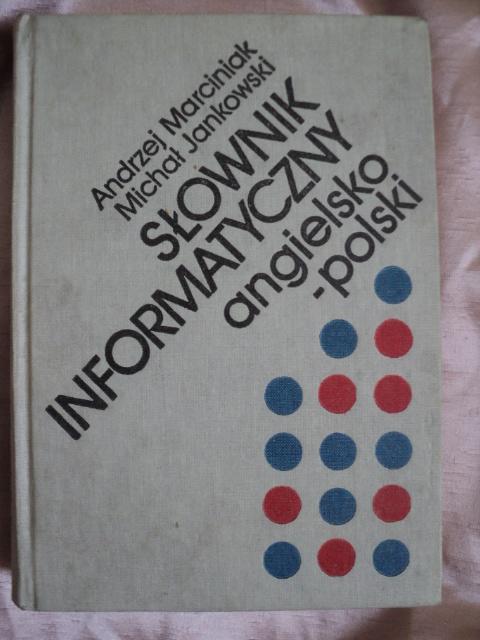 Andrzej Marciniak
Michał Jankowski
SŁOWNIK
INFORMATYCZNY
angielsko
-polski